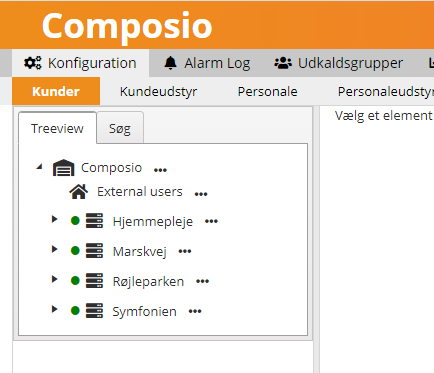 Composio
Konfiguration Alarm Log Udkaldsgrupper
Kunder Kundeudstyr Personale Personaleudstyr
Vælg et element
Treeview Søg
Composio ...
External users ...
Hjemmepleje ...
Marskvej ...
Røjleparken ...
Symfonien ...